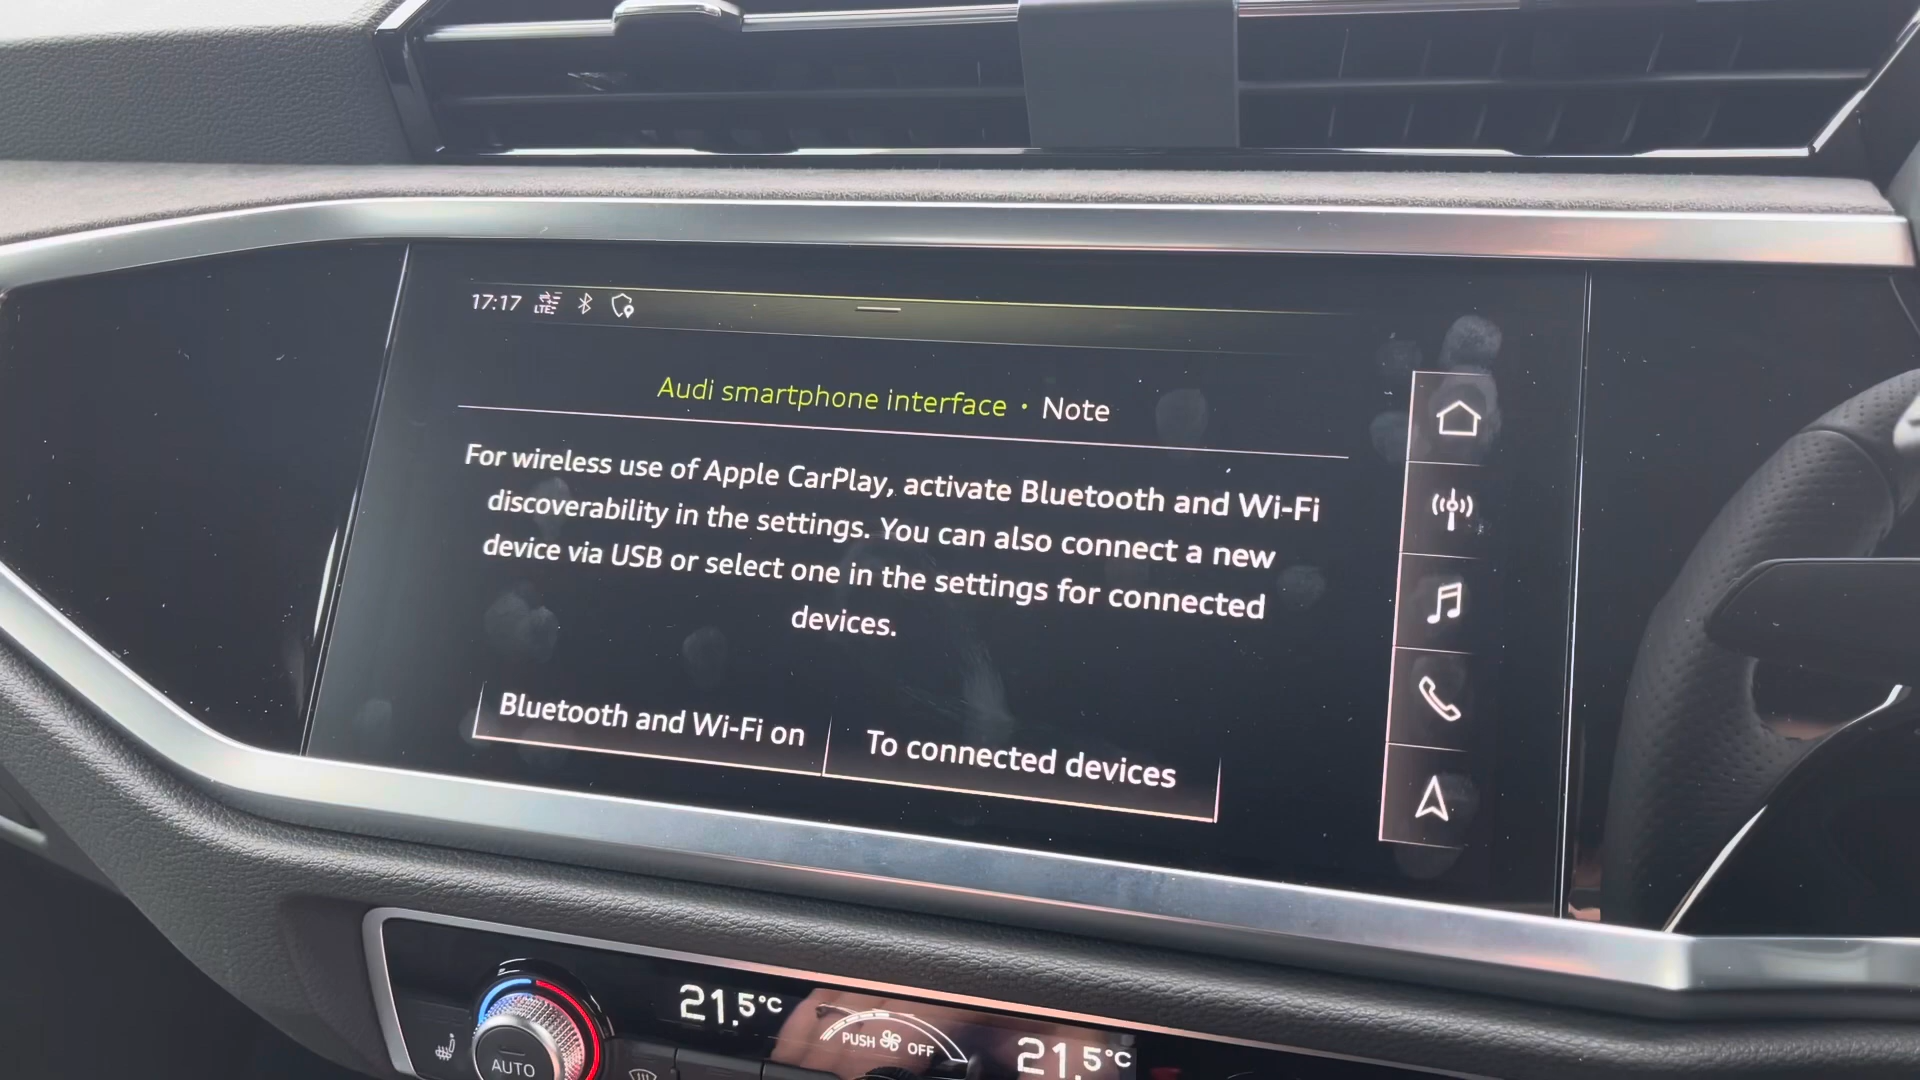 17:17 LTE
Audi smartphone interface • Note
For wireless use of Apple CarPlay, activate Bluetooth and Wi-Fi
discoverability in the settings. You can also connect a new
device via USB or select one in the settings for connected
devices.
Bluetooth and Wi-Fi on
To connected devices
21.5°C
PUSH OFF
21.5°C
AUTO